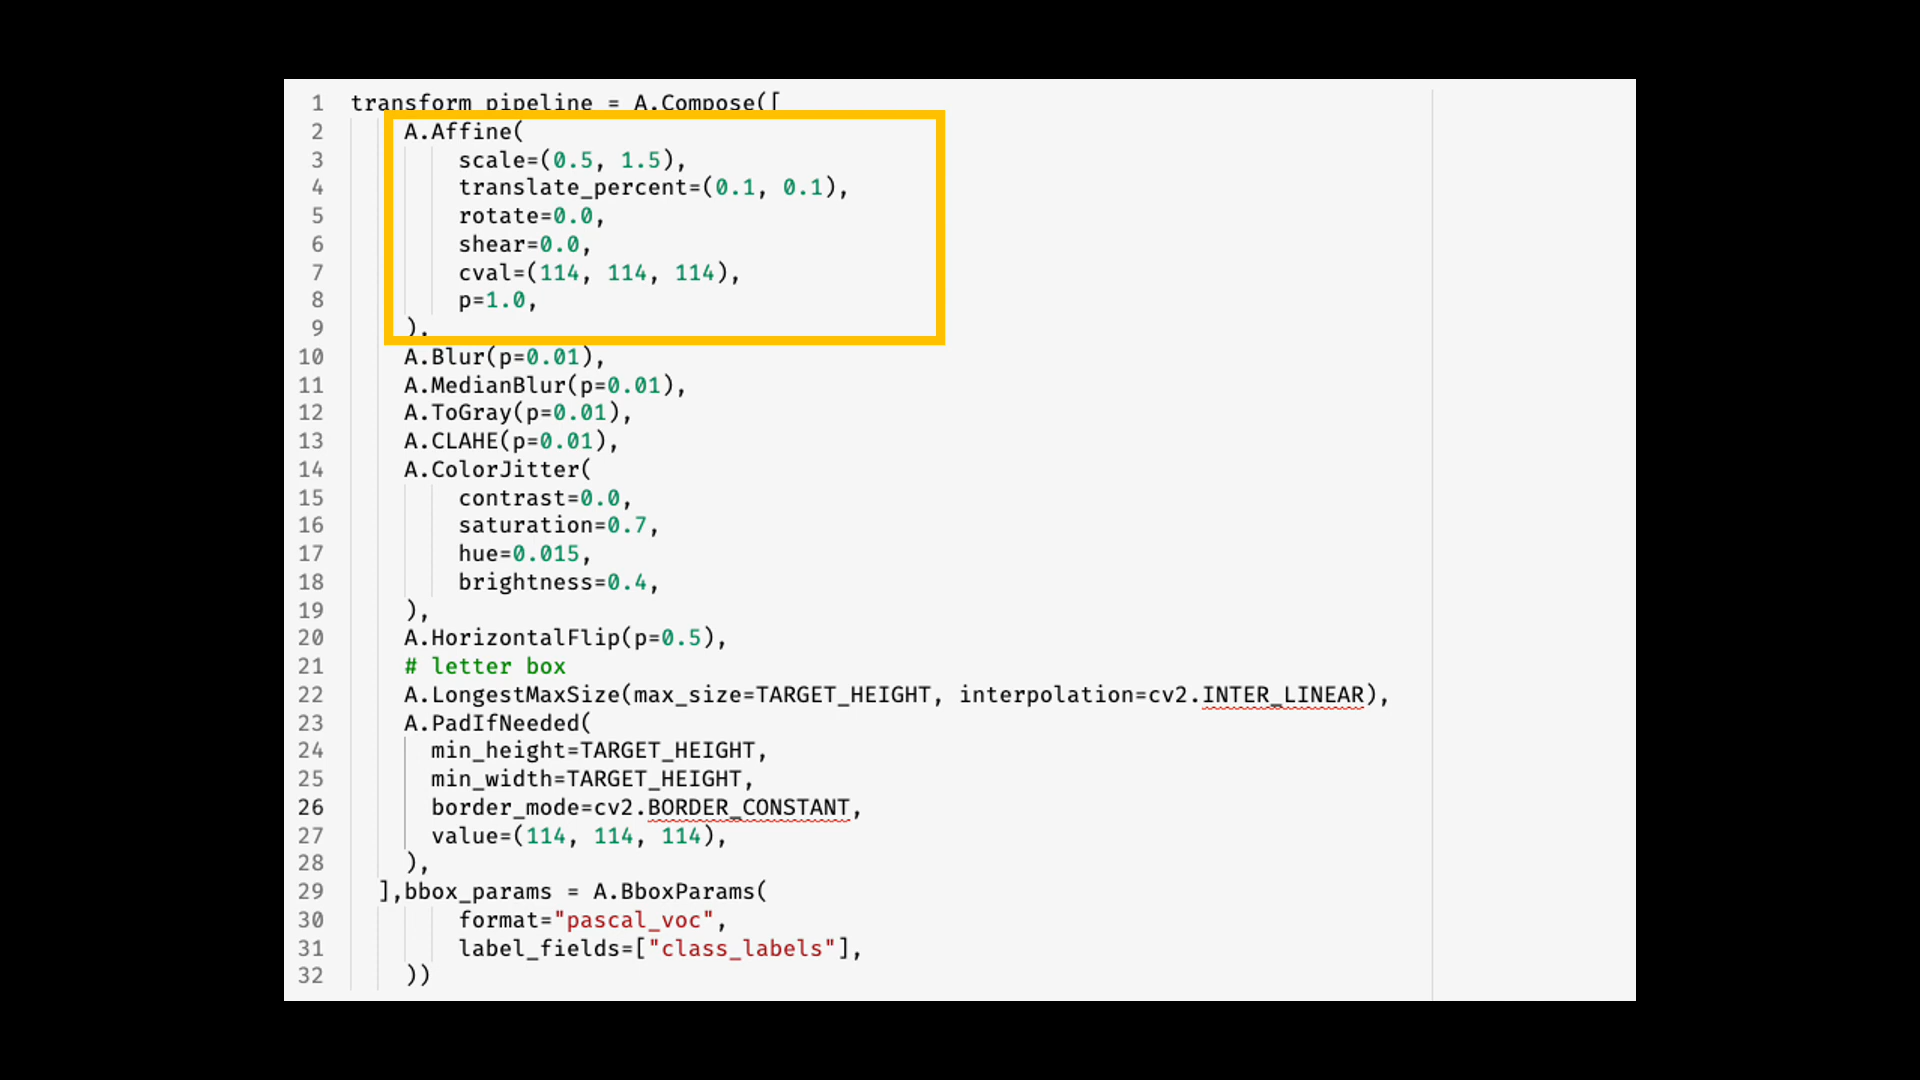 1 transform_pipeline = A.Compose([
2 A.Affine(
3 scale=(0.5, 1.5),
4 translate_percent=(0.1, 0.1),
5 rotate=0.0,
6 shear=0.0,
7 cval=(114, 114, 114),
8 p=1.0,
9 ),
10 A.Blur(p=0.01),
11 A.MedianBlur(p=0.01),
12 A.ToGray(p=0.01),
13 A.CLAHE(p=0.01),
14 A.ColorJitter(
15 contrast=0.0,
16 saturation=0.7,
17 hue=0.015,
18 brightness=0.4,
19 ),
20 A.HorizontalFlip(p=0.5),
21 # letter box
22 A.LongestMaxSize(max_size=TARGET_HEIGHT, interpolation=cv2.INTER_LINEAR),
23 A.PadIfNeeded(
24 min_height=TARGET_HEIGHT,
25 min_width=TARGET_HEIGHT,
26 border_mode=cv2.BORDER_CONSTANT,
27 value=(114, 114, 114),
28 ),
29 ],bbox_params = A.BboxParams(
30 format="pascal_voc",
31 label_fields=["class_labels"],
32 ))